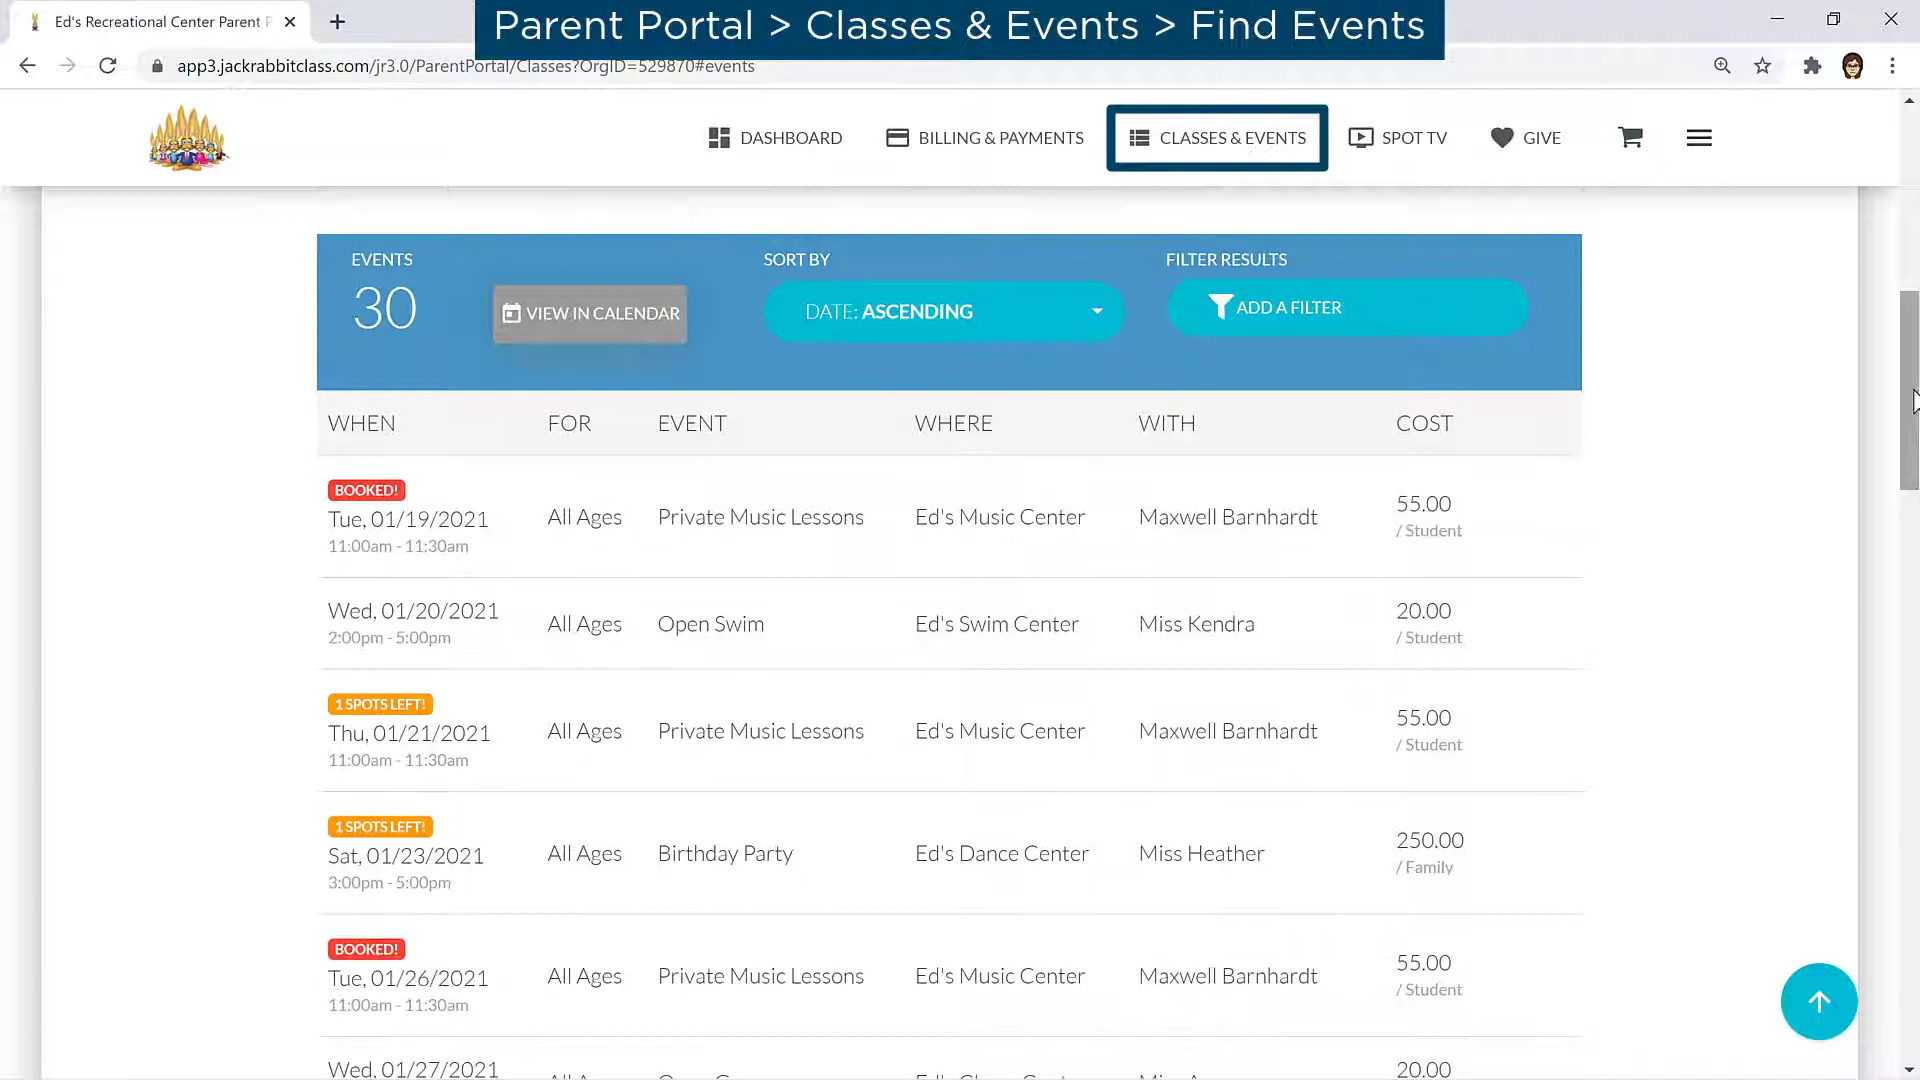 Ed's Recreational Center Parent P
Parent Portal > Classes & Events > Find Events
app3.jackrabbitclass.com/jr3.0/ParentPortal/Classes?OrgID=529870#events
DASHBOARD BILLING & PAYMENTS CLASSES & EVENTS SPOT TV GIVE
EVENTS SORT BY FILTER RESULTS
30 VIEW IN CALENDAR DATE: ASCENDING ADD A FILTER
WHEN FOR EVENT WHERE WITH COST
BOOKED!
Tue, 01/19/2021 All Ages Private Music Lessons Ed's Music Center Maxwell Barnhardt 55.00
11:00am - 11:30am / Student
Wed, 01/20/2021 All Ages Open Swim Ed's Swim Center Miss Kendra 20.00
2:00pm - 5:00pm / Student
1 SPOTS LEFT!
Thu, 01/21/2021 All Ages Private Music Lessons Ed's Music Center Maxwell Barnhardt 55.00
11:00am - 11:30am / Student
1 SPOTS LEFT!
Sat, 01/23/2021 All Ages Birthday Party Ed's Dance Center Miss Heather 250.00
3:00pm - 5:00pm / Family
BOOKED!
Tue, 01/26/2021 All Ages Private Music Lessons Ed's Music Center Maxwell Barnhardt 55.00
11:00am - 11:30am / Student
Wed, 01/27/2021 20.00